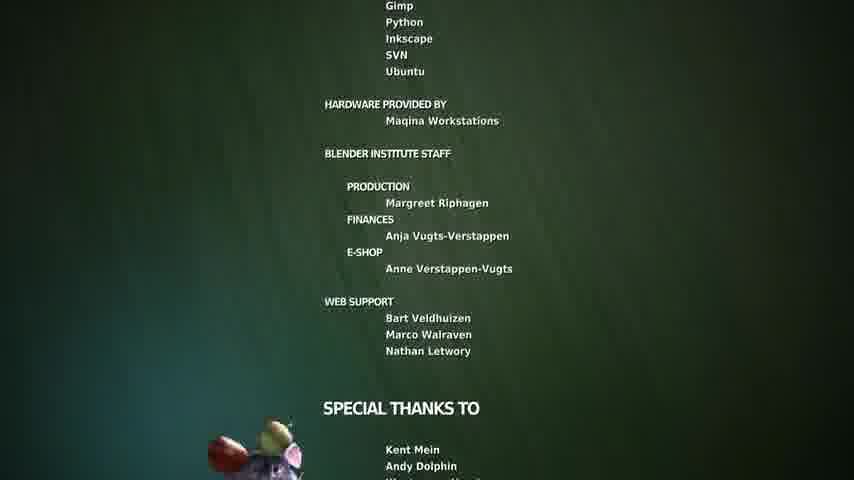 Gimp
Python
Inkscape
SVN
Ubuntu
HARDWARE PROVIDED BY
Maqina Workstations
BLENDER INSTITUTE STAFF
PRODUCTION
Margreet Riphagen
FINANCES
Anja Vugts-Verstappen
E-SHOP
Anne Verstappen-Vugts
WEB SUPPORT
Bart Veldhuizen
Marco Walraven
Nathan Letwory
SPECIAL THANKS TO
Kent Mein
Andy Dolphin